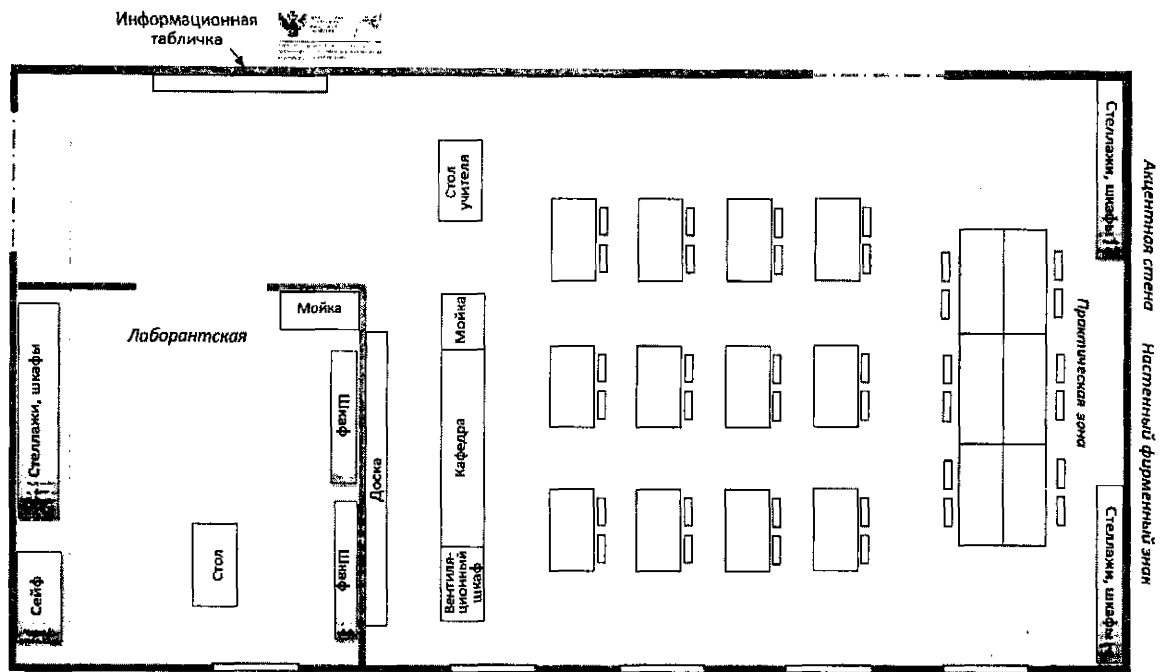 Информационная
табличка
Стеллажи, шкафы
Акцентная стена
Настенный фирменный знак
Стол
учителя
Мойка
Лаборантская
Мойка
Практическая зона
Стеллажи, шкафы
Шкаф
Доска
Кафедра
Шкаф
Стол
Сейф
Вентиля-
ционный
шкаф
Стеллажи, шкафы